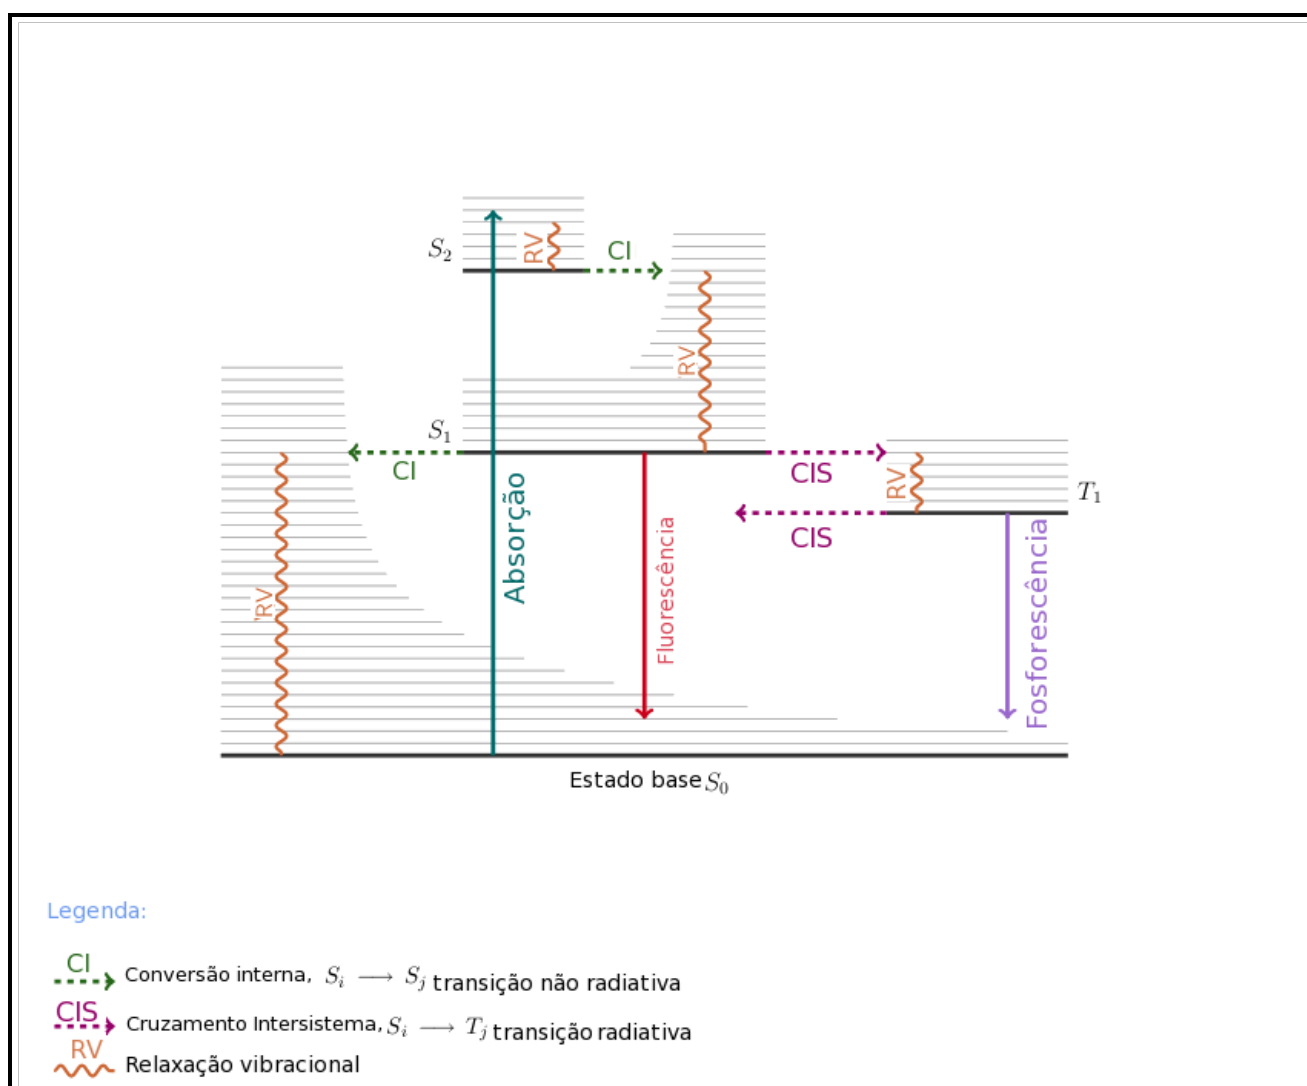 S₂
RV
CI
RV
S₁
CI
CIS
RV
T₁
CIS
Absorção
Fluorescência
Fosforescência
RV
Estado base S₀
Legenda:
CI Conversão interna, Sᵢ ⟶ Sⱼ transição não radiativa
CIS Cruzamento Intersistema, Sᵢ ⟶ Tⱼ transição radiativa
RV Relaxação vibracional